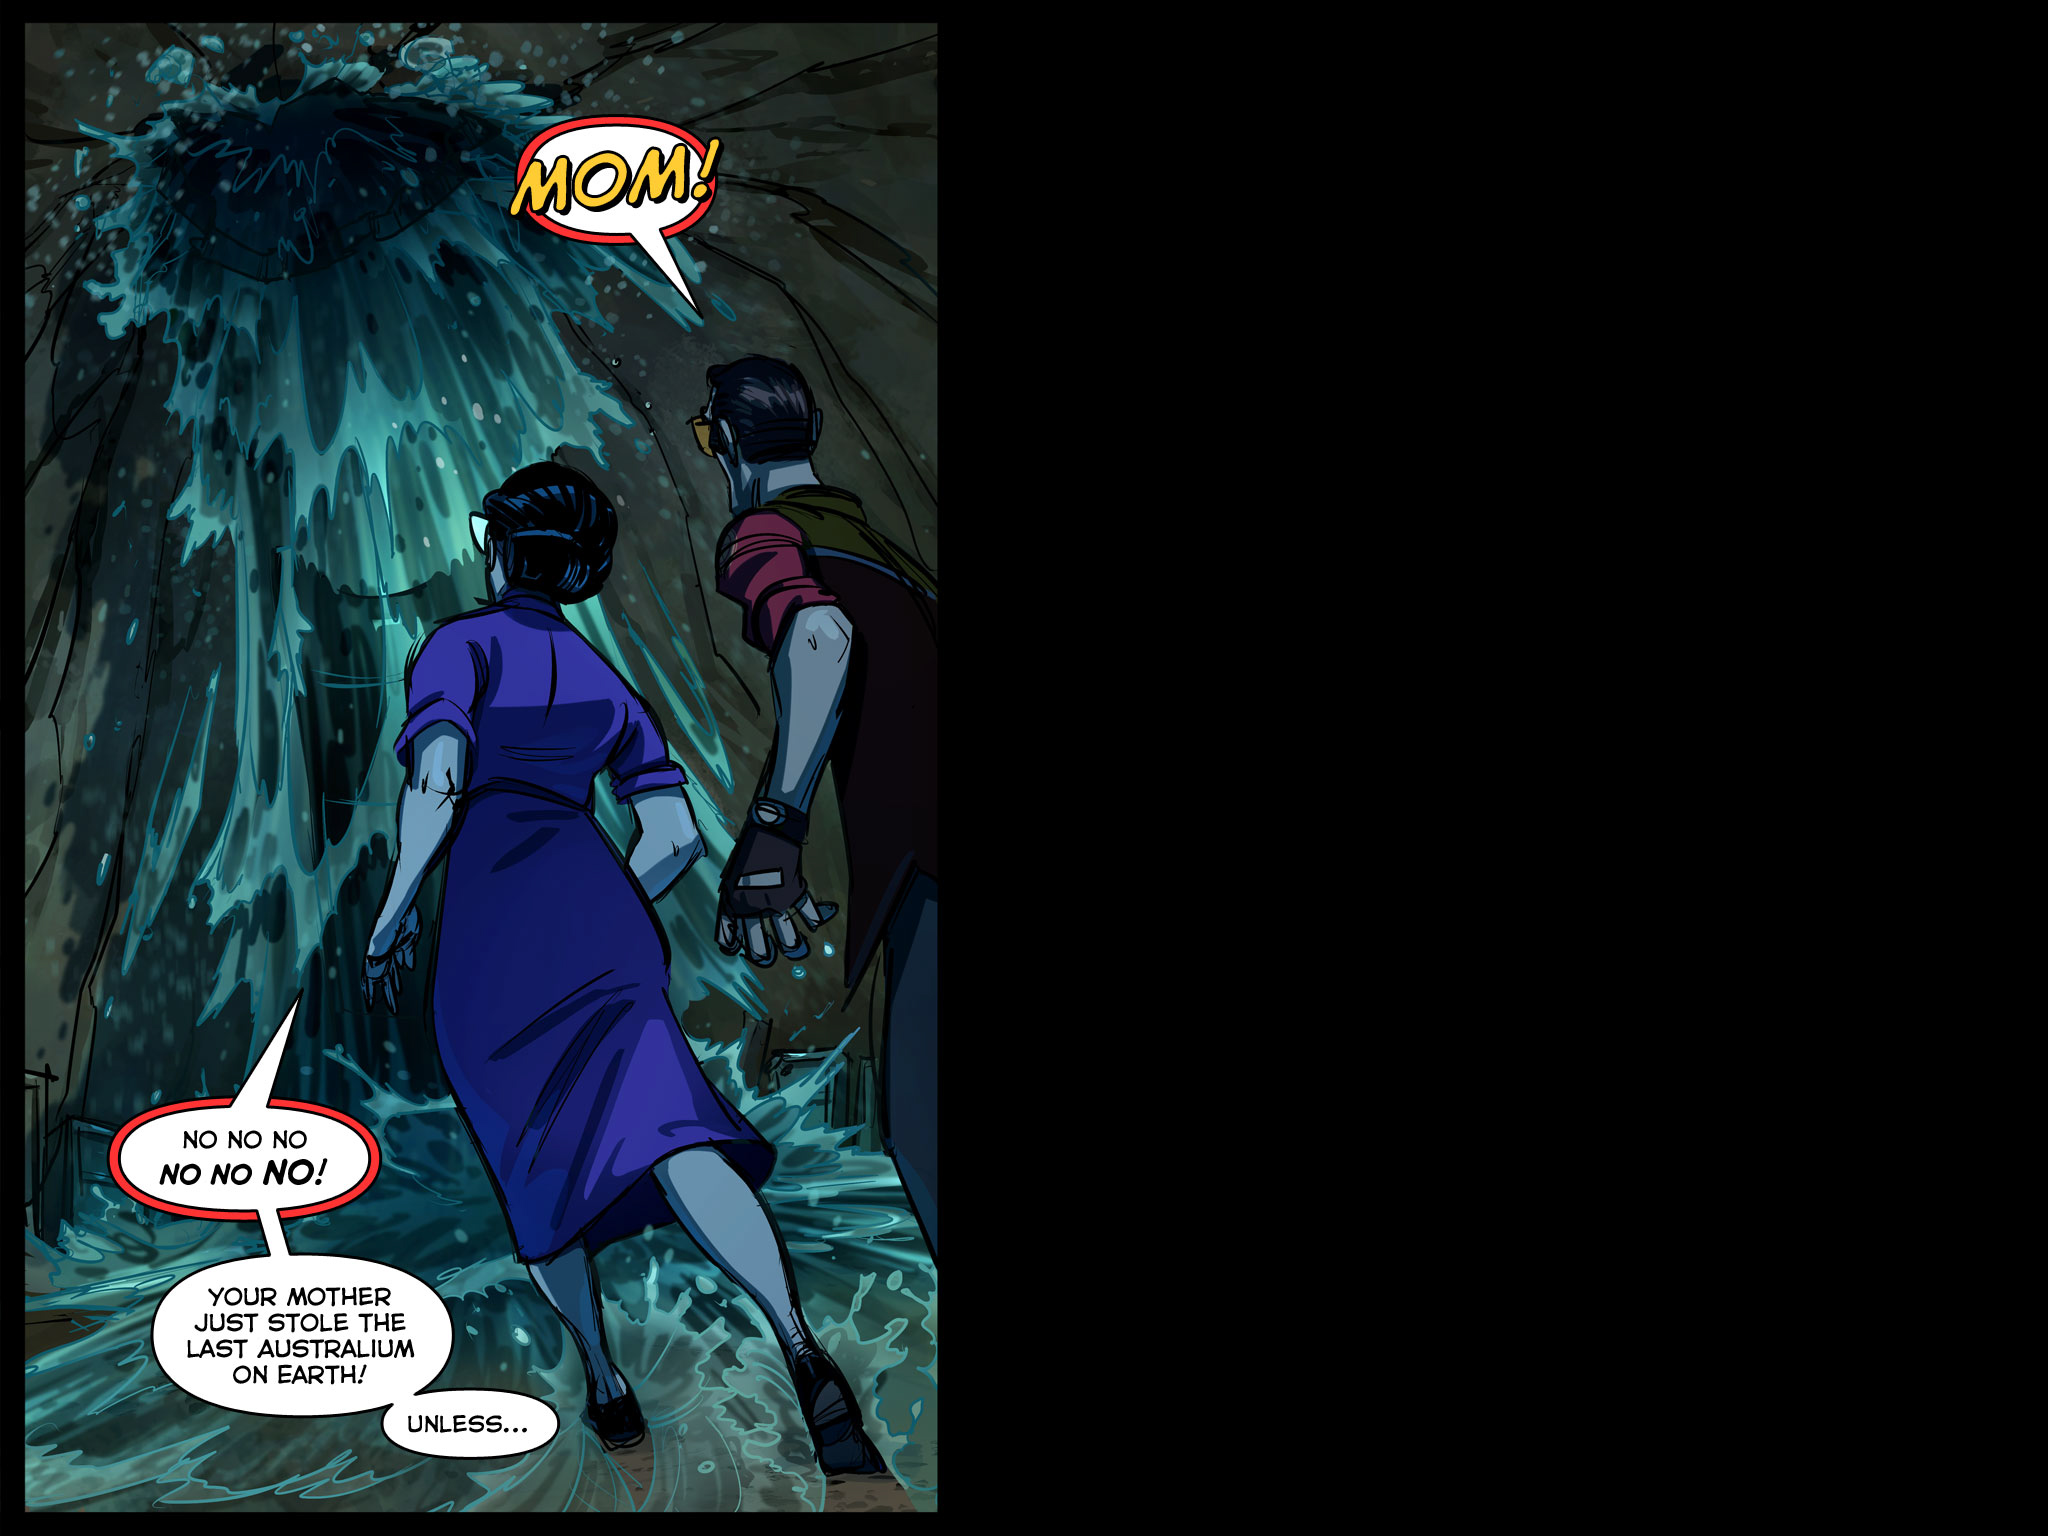 MOM!
NO NO NO
NO NO NO!
YOUR MOTHER
JUST STOLE THE
LAST AUSTRALIUM
ON EARTH!
UNLESS...